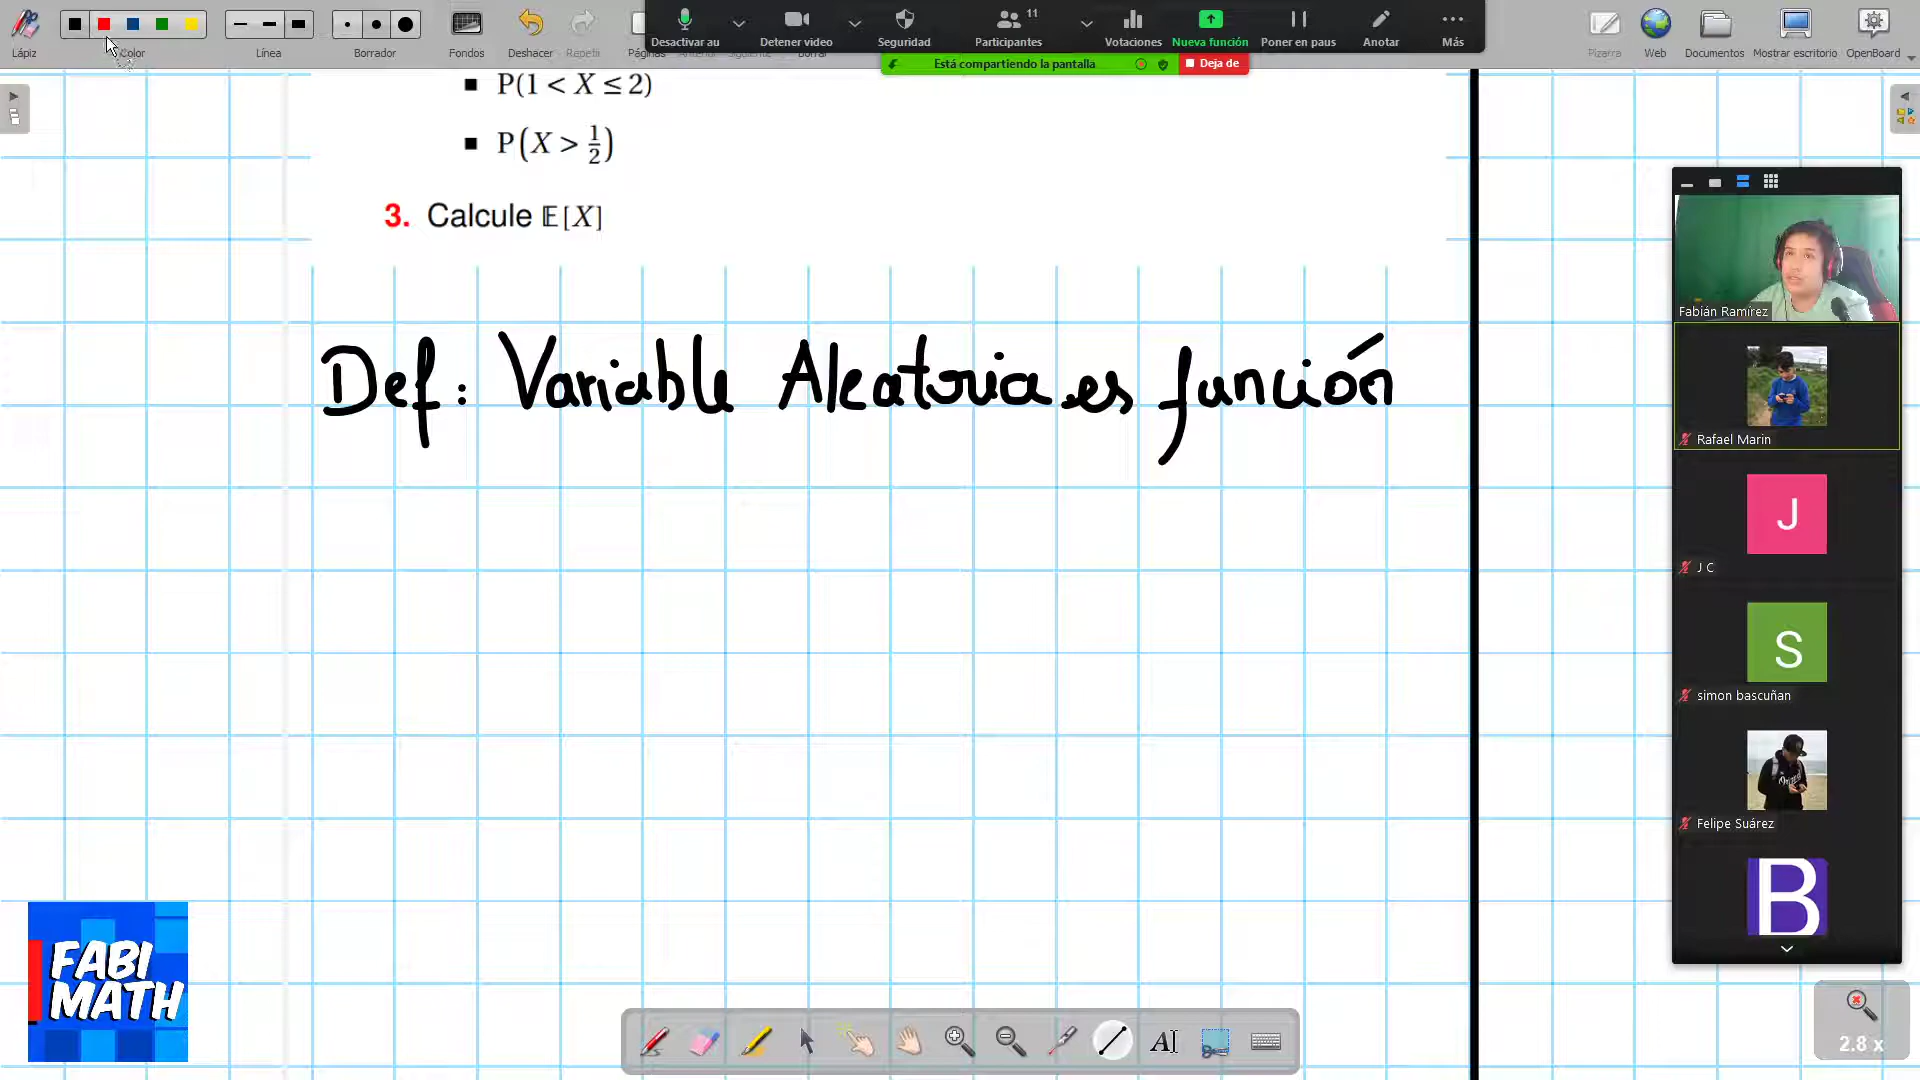 Lápiz
Color
Línea
Borrador
Fondos
Deshacer
Repetir
Desactivar au
Detener video
Seguridad
Participantes
11
Votaciones
Nueva función
Poner en paus
Anotar
Más
Pizarra
Web
Documentos
Mostrar escritorio
OpenBoard
Está compartiendo la pantalla
Deja de
P(1 < X ≤ 2)
P(X > 1/2)
3. Calcule 𝔼[X]
Def: Variable Aleatoria es función
Fabián Ramírez
Rafael Marin
J
J C
S
simon bascuñan
Felipe Suárez
B
FABI
MATH
2.8 x